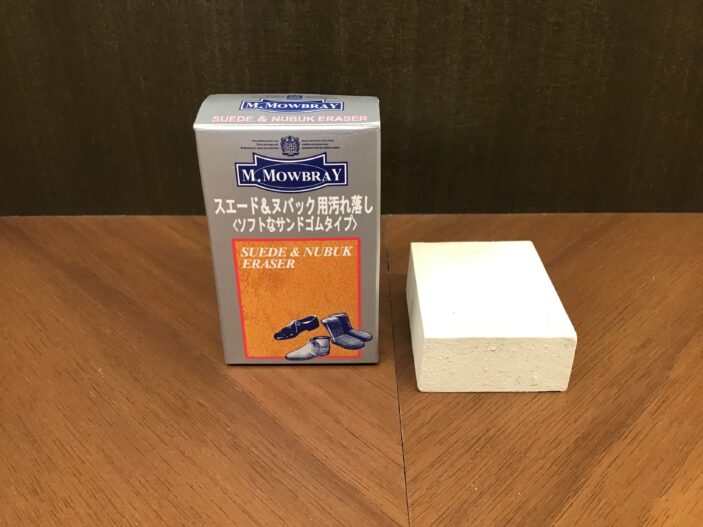 M. MOWBRAY
SUEDE & NUBUK ERASER
M. MOWBRAY
スエード&ヌバック用汚れ落し
〈ソフトなサンドゴムタイプ〉
SUEDE & NUBUK
ERASER